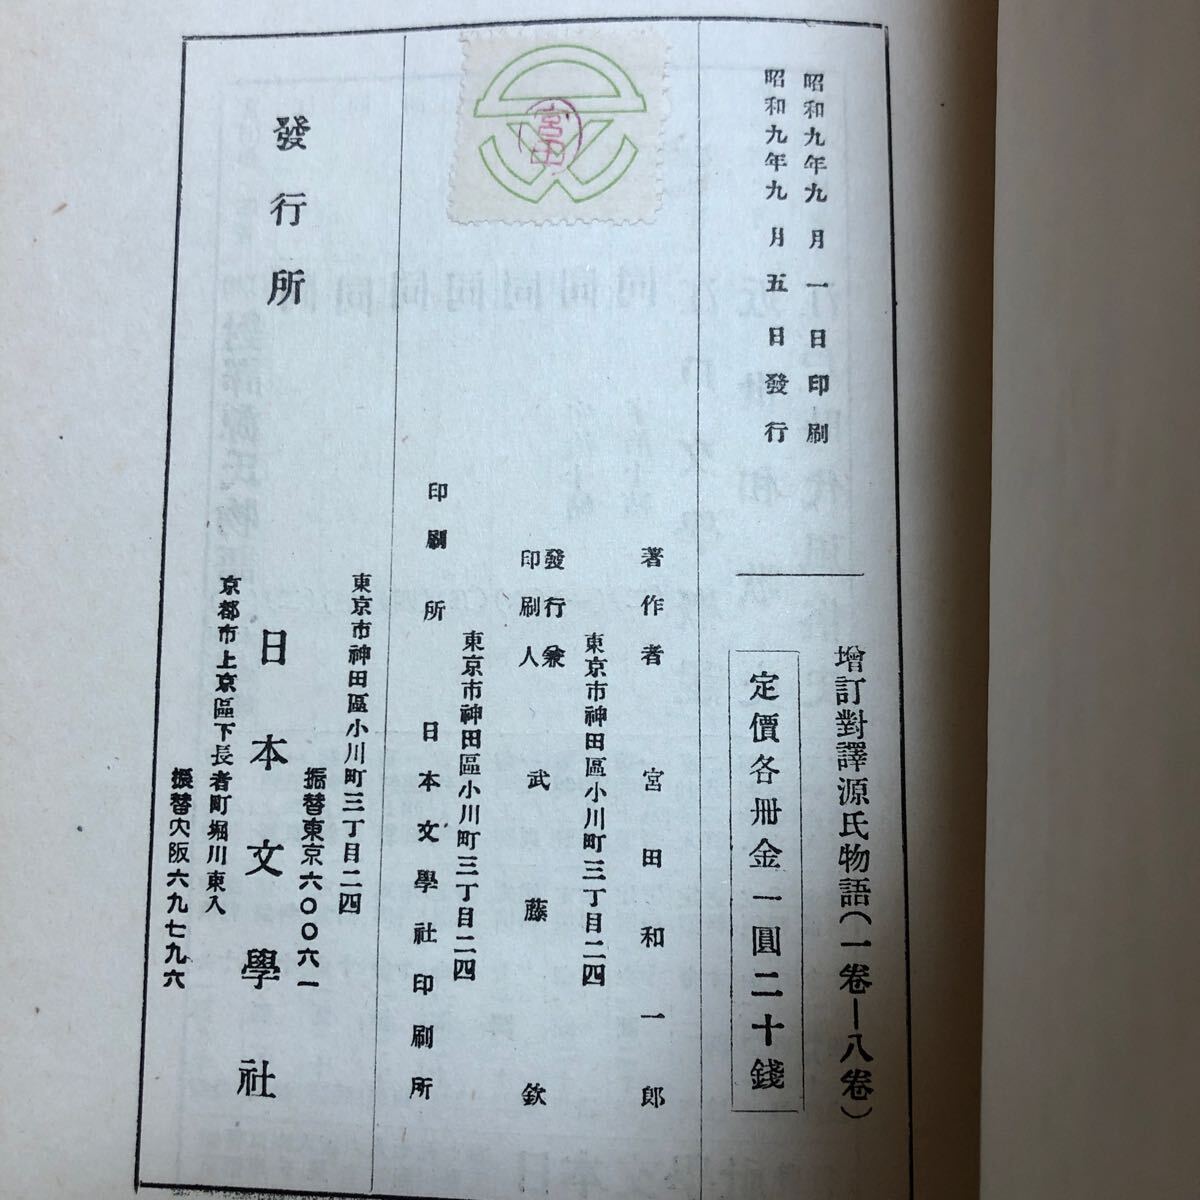 昭和九年九月一日印刷
昭和九年九月五日發行
增訂對譯源氏物語(一卷—八卷)
定價各册金一圓二十錢
宮田
著作者 宮田和一郎
東京市神田區小川町三丁目二四
發行兼印刷人 武藤欽
東京市神田區小川町三丁目二四
印刷所 日本文學社印刷所
發行所
東京市神田區小川町三丁目二四
振替東京六〇〇六一
日本文學社
京都市上京區下長者町堀川東入
振替大阪六九七九六